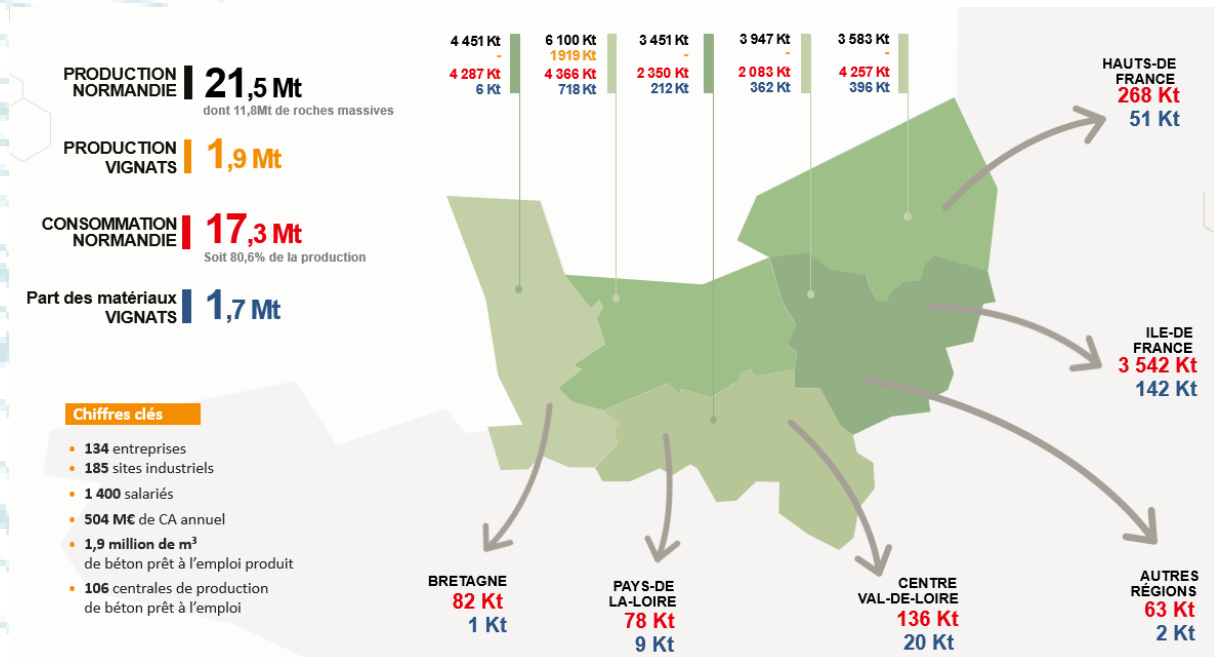 PRODUCTION
NORMANDIE
21,5 Mt
dont 11,8Mt de roches massives
PRODUCTION
VIGNATS
1,9 Mt
CONSOMMATION
NORMANDIE
17,3 Mt
Soit 80,6% de la production
Part des matériaux
VIGNATS
1,7 Mt
4 451 Kt
-
4 287 Kt
6 Kt
6 100 Kt
1919 Kt
4 366 Kt
718 Kt
3 451 Kt
-
2 350 Kt
212 Kt
3 947 Kt
-
2 083 Kt
362 Kt
3 583 Kt
-
4 257 Kt
396 Kt
HAUTS-DE
FRANCE
268 Kt
51 Kt
ILE-DE
FRANCE
3 542 Kt
142 Kt
Chiffres clés
• 134 entreprises
• 185 sites industriels
• 1 400 salariés
• 504 M€ de CA annuel
• 1,9 million de m³
de béton prêt à l'emploi produit
• 106 centrales de production
de béton prêt à l'emploi
BRETAGNE
82 Kt
1 Kt
PAYS-DE
LA-LOIRE
78 Kt
9 Kt
CENTRE
VAL-DE-LOIRE
136 Kt
20 Kt
AUTRES
RÉGIONS
63 Kt
2 Kt